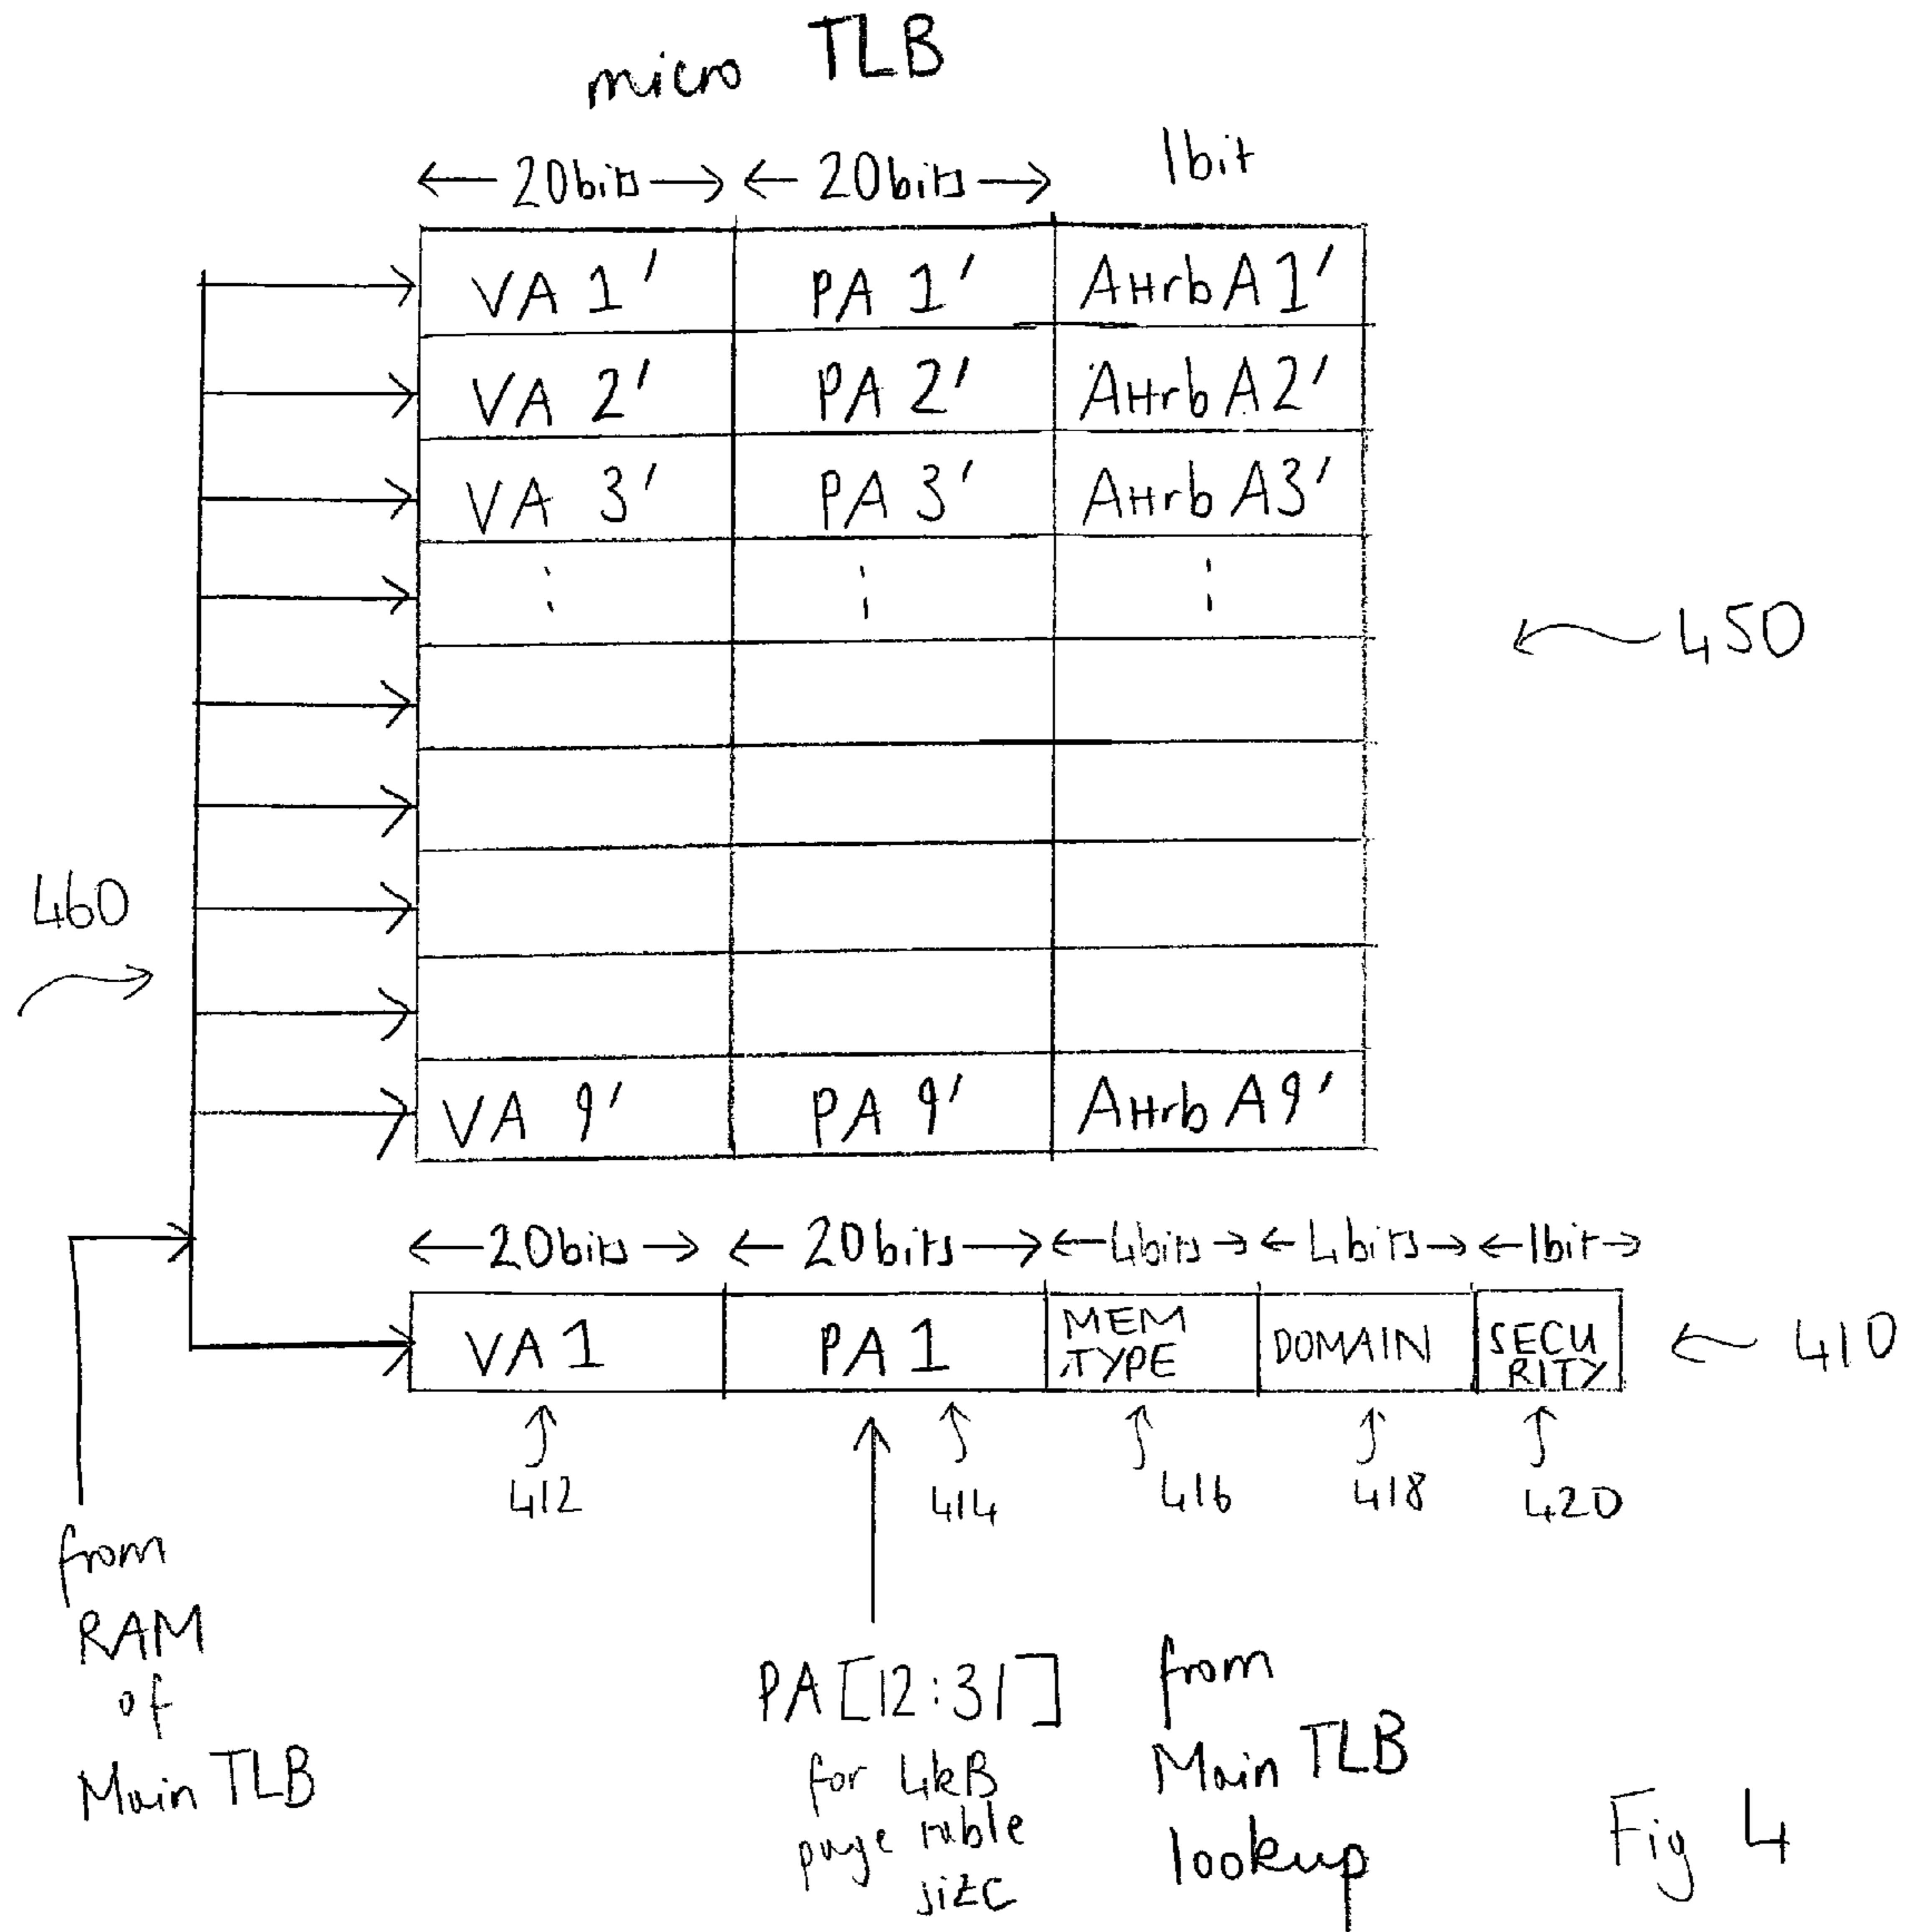 micro TLB
20bits 20bits 1bit
VA 1' PA 1' Attrb A1'
VA 2' PA 2' Attrb A2'
VA 3' PA 3' Attrb A3'
450
460
VA 9' PA 9' Attrb A9'
20bits 20bits 4bits 4bits 1bit
VA 1 PA 1 MEM TYPE DOMAIN SECU RITY
410
412 414 416 418 420
from
RAM
of
Main TLB
PA[12:31]
for 4kB
page table
size
from
Main TLB
lookup
Fig 4